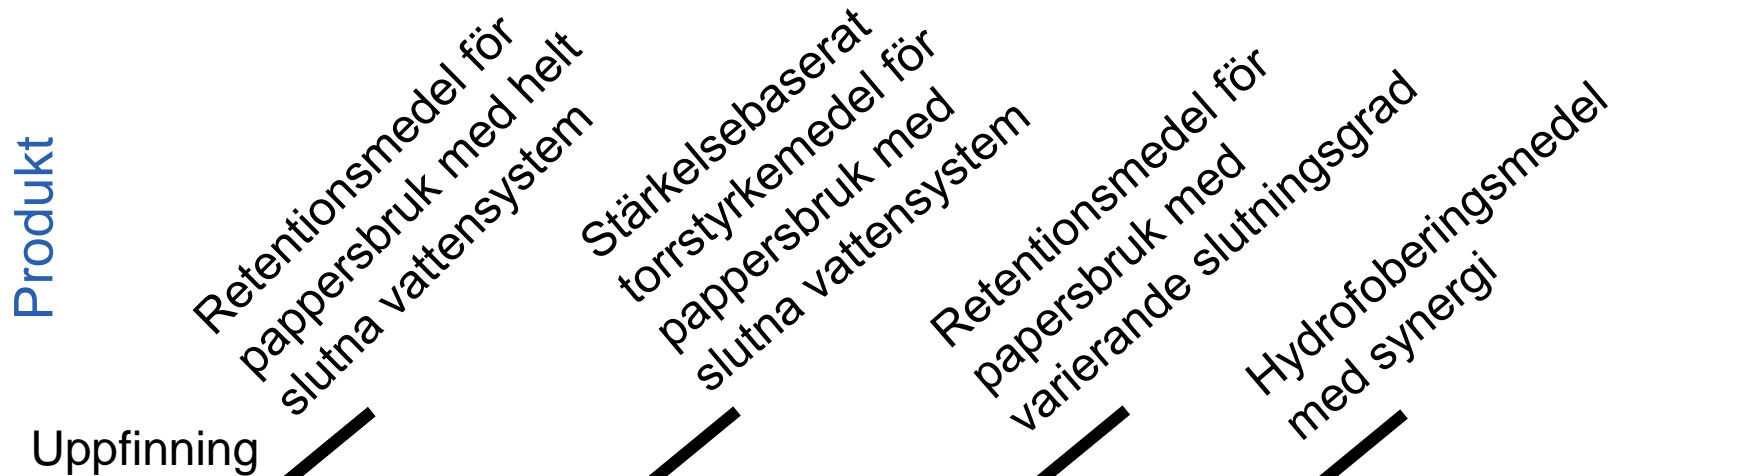 Produkt
Retentionsmedel för
pappersbruk med helt
slutna vattensystem
Stärkelsebaserat
torrstyrkemedel för
pappersbruk med
slutna vattensystem
Retentionsmedel för
papersbruk med
varierande slutningsgrad
Hydrofoberingsmedel
med synergi
Uppfinning